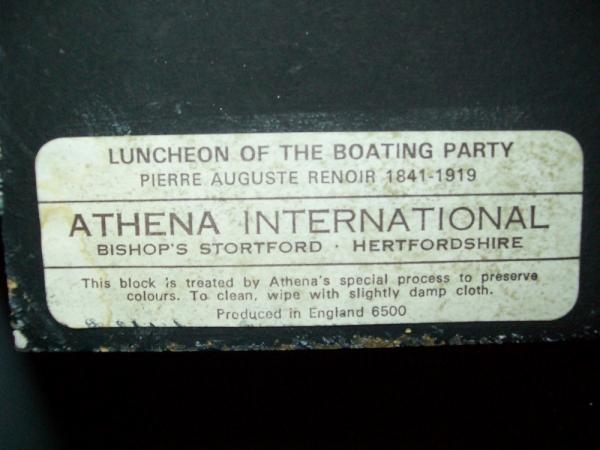 LUNCHEON OF THE BOATING PARTY
PIERRE AUGUSTE RENOIR 1841-1919
ATHENA INTERNATIONAL
BISHOP'S STORTFORD · HERTFORDSHIRE
This block is treated by Athena's special process to preserve
colours. To clean, wipe with slightly damp cloth.
Produced in England 6500